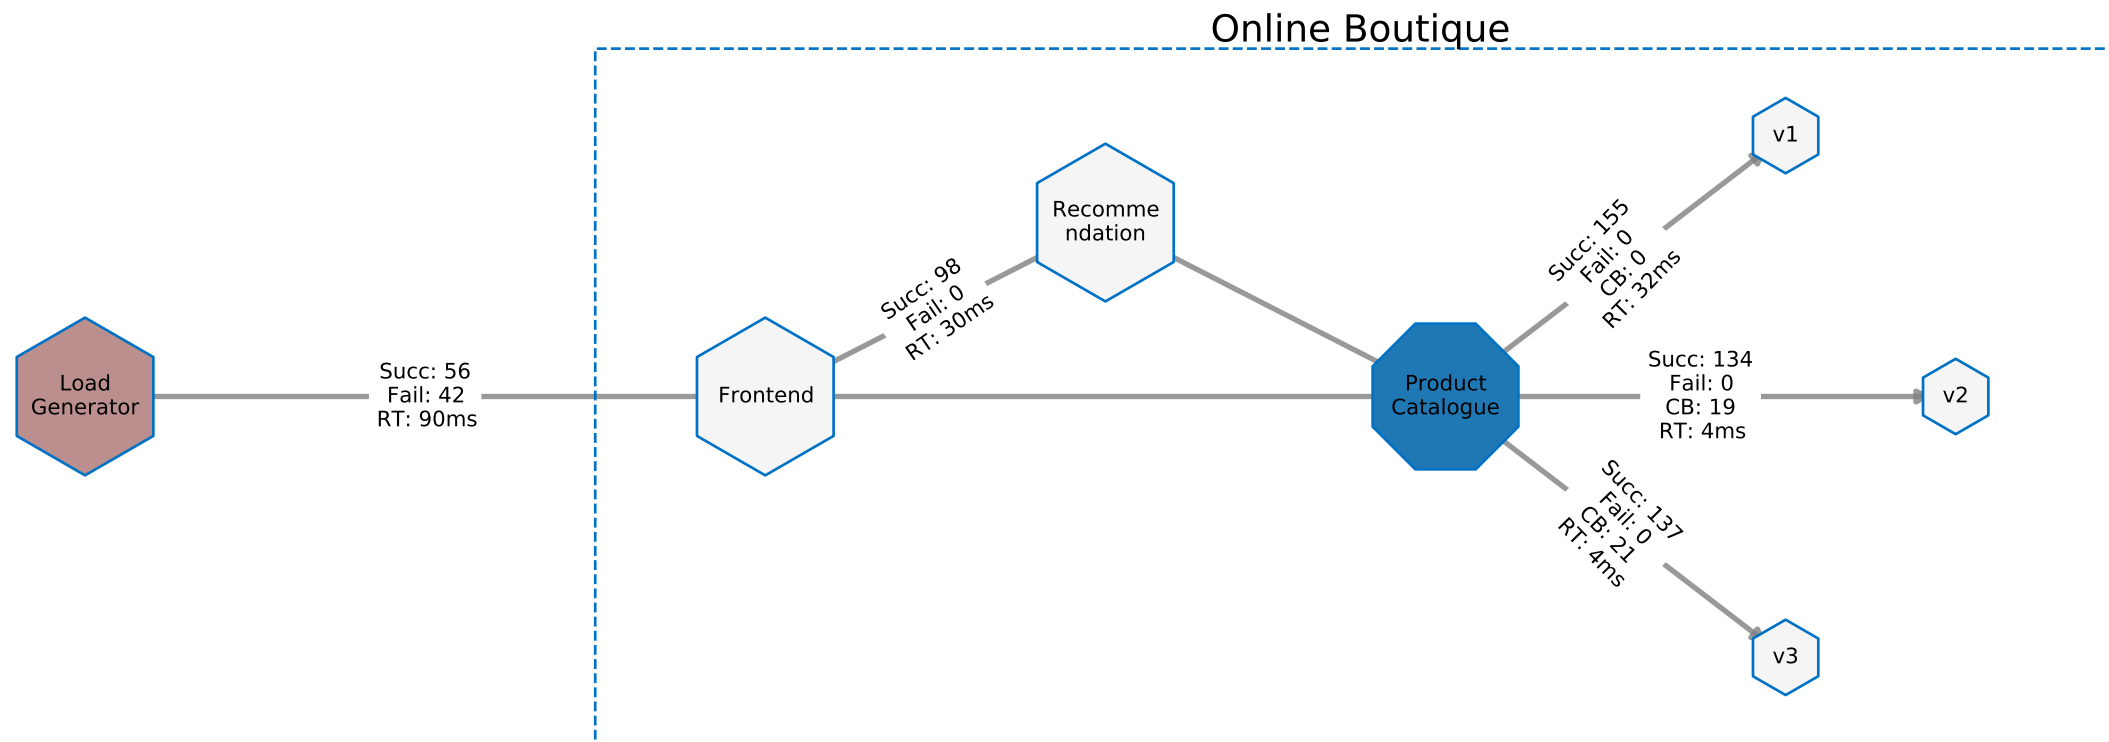 Online Boutique
v1
Recomme
ndation
Succ: 155
Fail: 0
CB: 0
RT: 32ms
Succ: 98
Fail: 0
RT: 30ms
Load
Generator
Succ: 56
Fail: 42
RT: 90ms
Frontend
Product
Catalogue
Succ: 134
Fail: 0
CB: 19
RT: 4ms
v2
Succ: 137
Fail: 0
CB: 21
RT: 4ms
v3